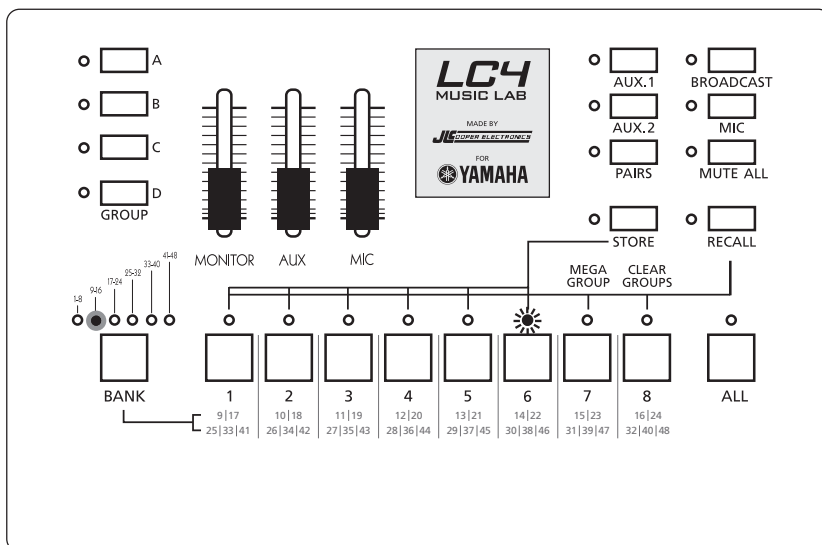 A
B
C
D
GROUP
LC4
MUSIC LAB
MADE BY
JLCOOPER ELECTRONICS
FOR
YAMAHA
AUX.1
BROADCAST
AUX.2
MIC
PAIRS
MUTE ALL
STORE
RECALL
MONITOR
AUX
MIC
MEGA GROUP
CLEAR GROUPS
1-8
9-16
17-24
25-32
33-40
41-48
BANK
1
2
3
4
5
6
7
8
ALL
9|17
10|18
11|19
12|20
13|21
14|22
15|23
16|24
25|33|41
26|34|42
27|35|43
28|36|44
29|37|45
30|38|46
31|39|47
32|40|48